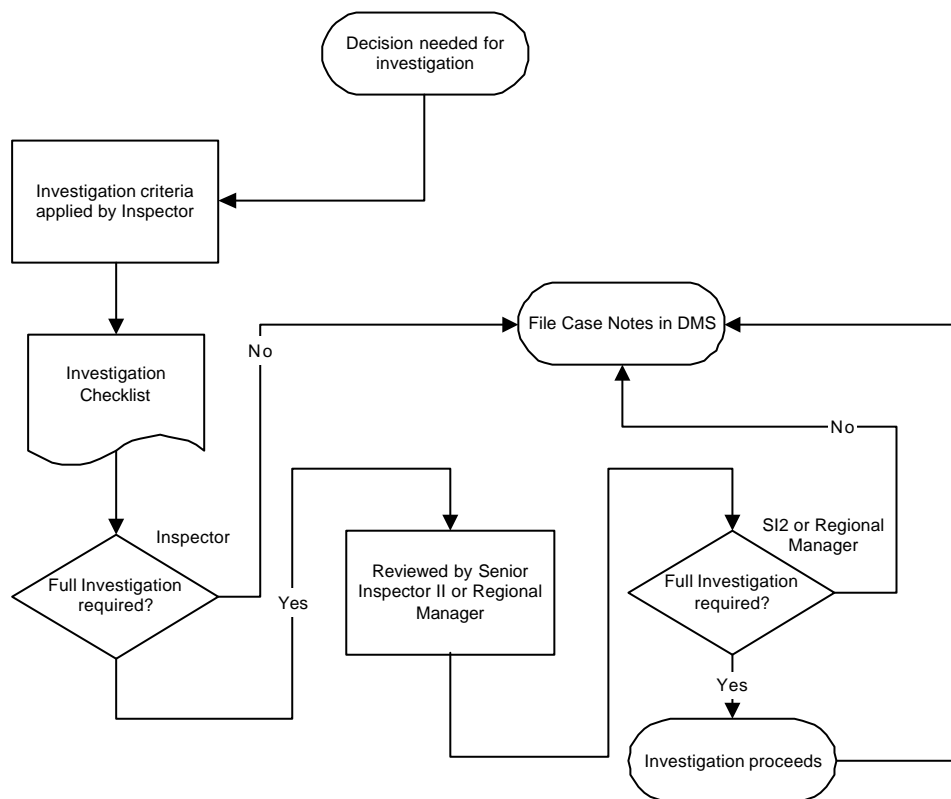 Decision needed for
investigation
Investigation criteria
applied by Inspector
File Case Notes in DMS
No
Investigation
Checklist
No
Inspector
SI2 or Regional
Manager
Full Investigation
required?
Yes
Reviewed by Senior
Inspector II or Regional
Manager
Full Investigation
required?
Yes
Investigation proceeds